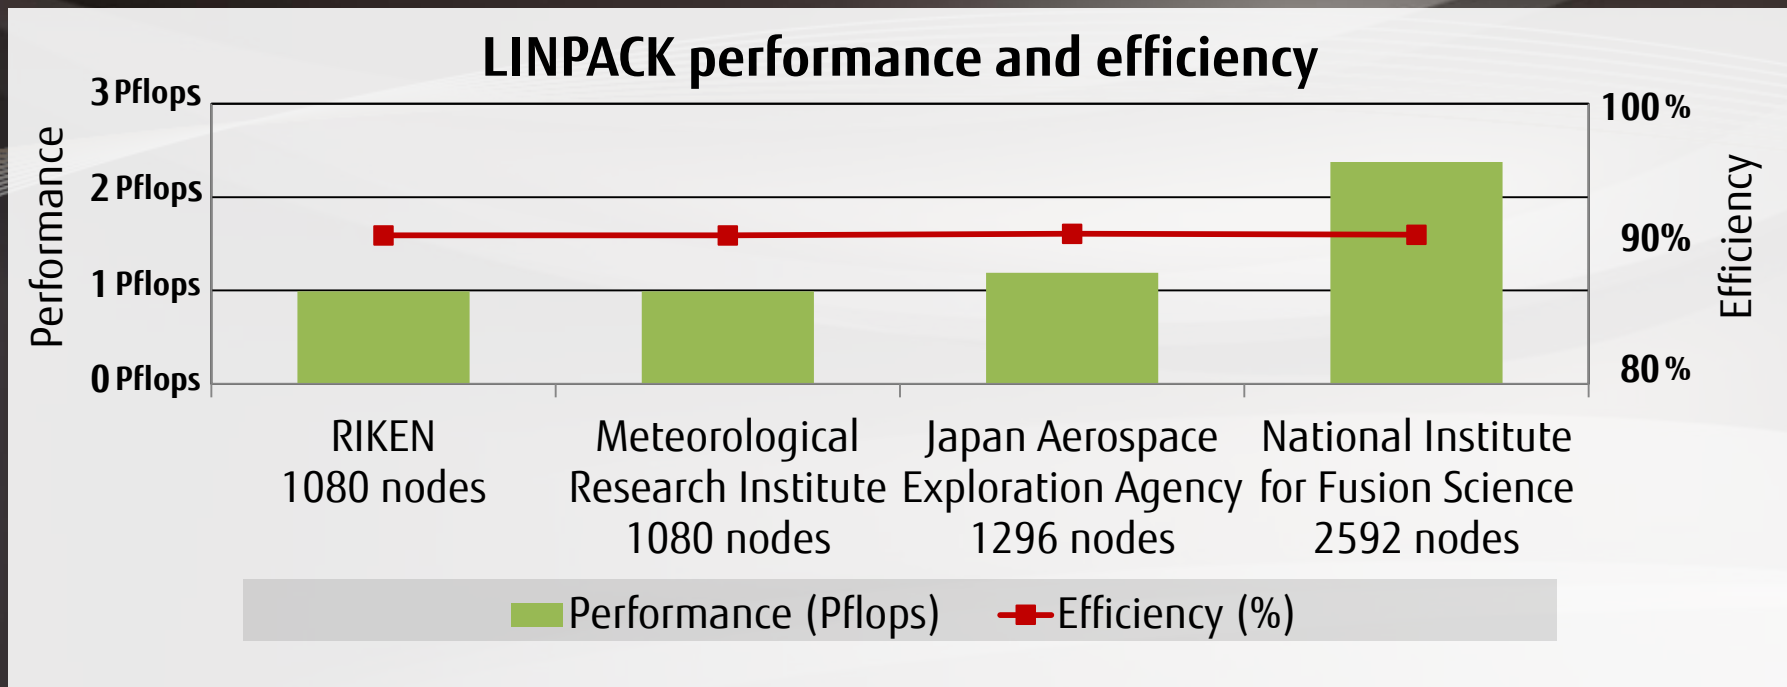 LINPACK performance and efficiency
3 Pflops
2 Pflops
1 Pflops
0 Pflops
Performance
100%
90%
80%
Efficiency
RIKEN
1080 nodes
Meteorological
Research Institute
1080 nodes
Japan Aerospace
Exploration Agency
1296 nodes
National Institute
for Fusion Science
2592 nodes
Performance (Pflops)
Efficiency (%)